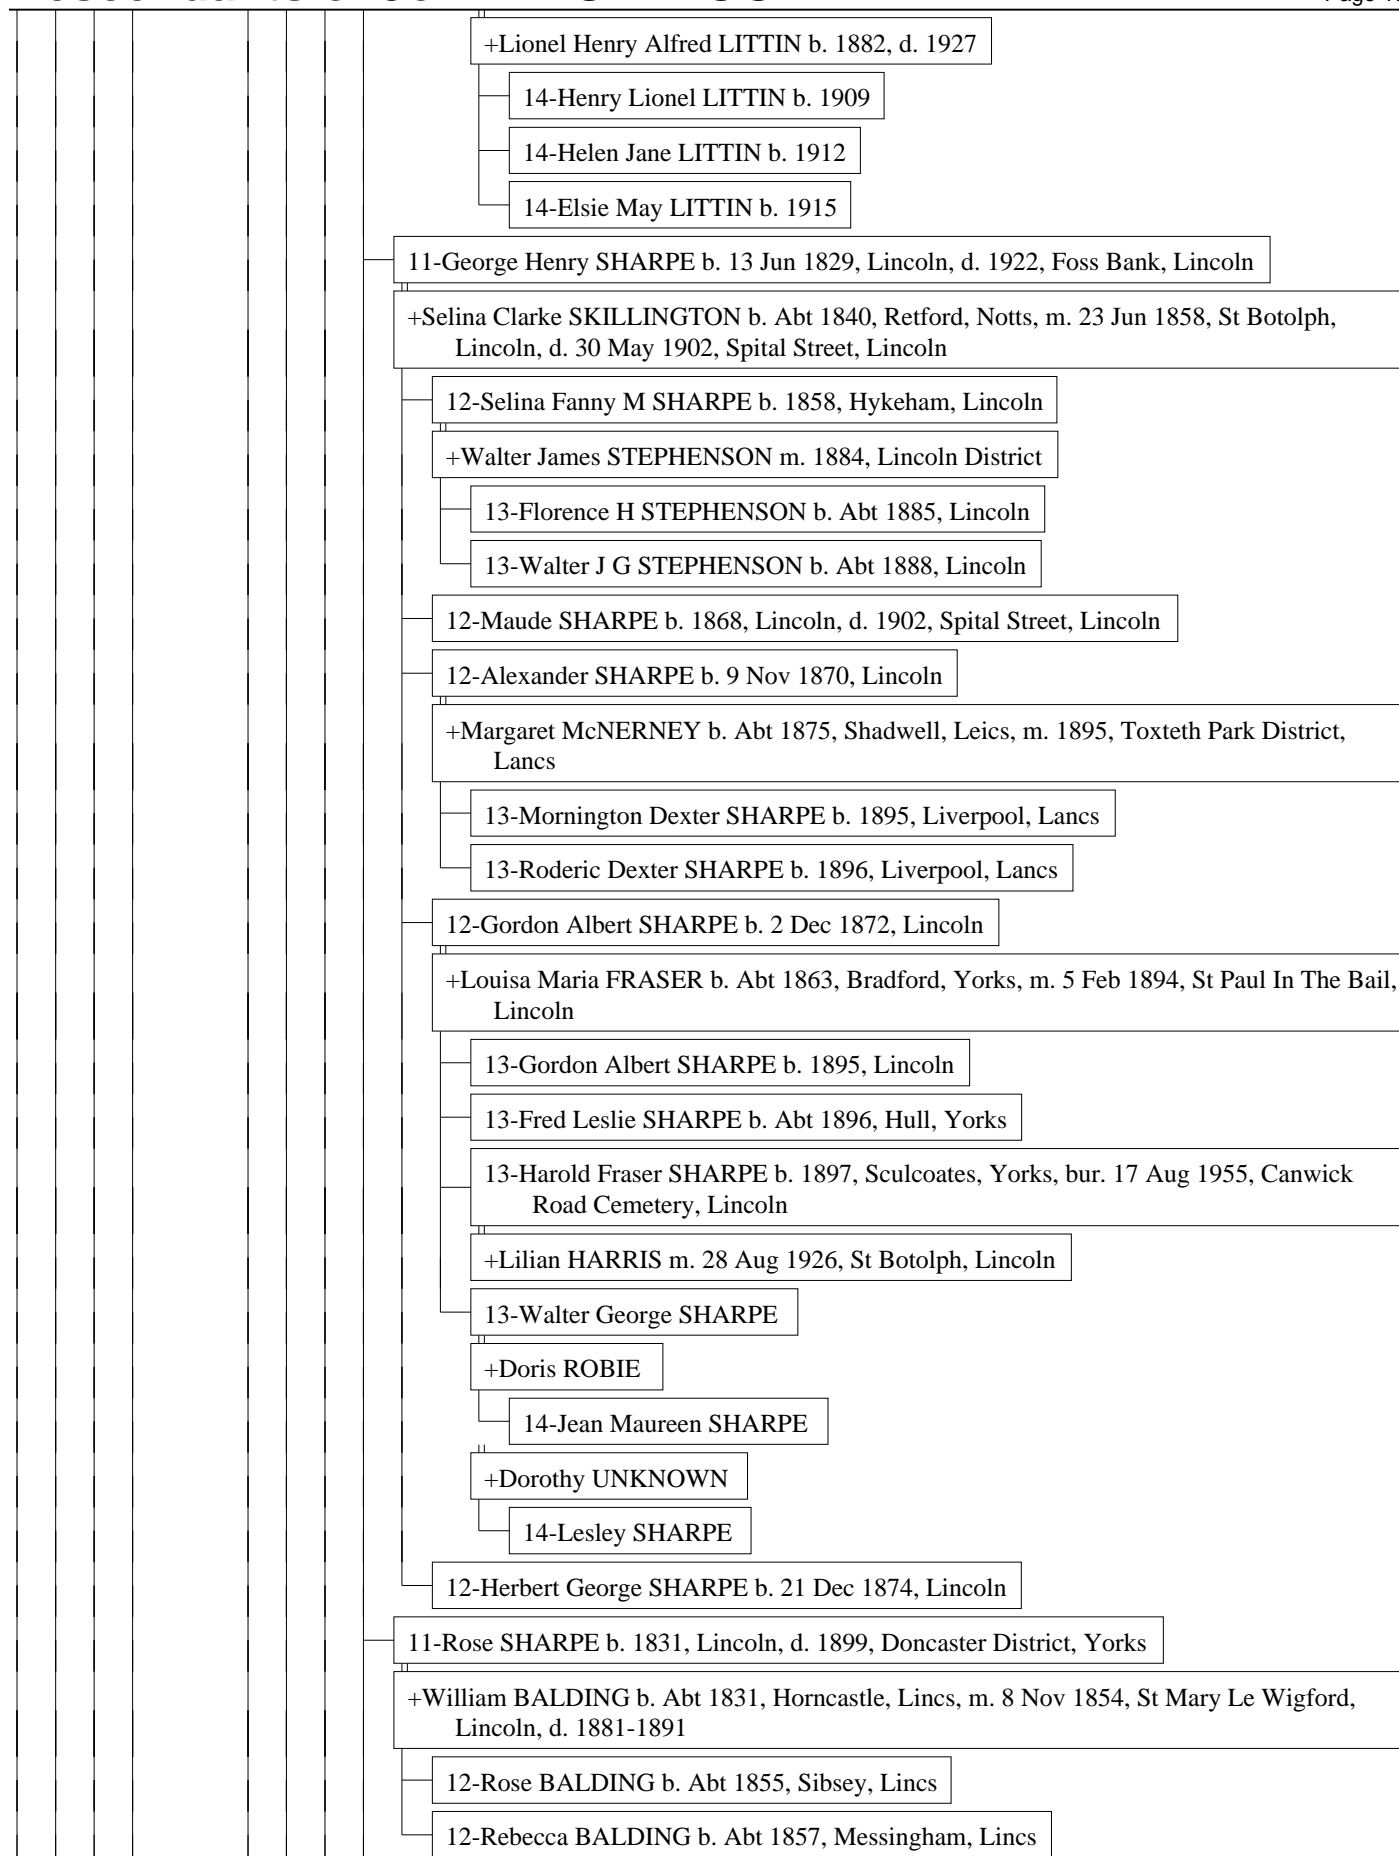 +Lionel Henry Alfred LITTIN b. 1882, d. 1927
14-Henry Lionel LITTIN b. 1909
14-Helen Jane LITTIN b. 1912
14-Elsie May LITTIN b. 1915
11-George Henry SHARPE b. 13 Jun 1829, Lincoln, d. 1922, Foss Bank, Lincoln
+Selina Clarke SKILLINGTON b. Abt 1840, Retford, Notts, m. 23 Jun 1858, St Botolph,
Lincoln, d. 30 May 1902, Spital Street, Lincoln
12-Selina Fanny M SHARPE b. 1858, Hykeham, Lincoln
+Walter James STEPHENSON m. 1884, Lincoln District
13-Florence H STEPHENSON b. Abt 1885, Lincoln
13-Walter J G STEPHENSON b. Abt 1888, Lincoln
12-Maude SHARPE b. 1868, Lincoln, d. 1902, Spital Street, Lincoln
12-Alexander SHARPE b. 9 Nov 1870, Lincoln
+Margaret McNERNEY b. Abt 1875, Shadwell, Leics, m. 1895, Toxteth Park District,
Lancs
13-Mornington Dexter SHARPE b. 1895, Liverpool, Lancs
13-Roderic Dexter SHARPE b. 1896, Liverpool, Lancs
12-Gordon Albert SHARPE b. 2 Dec 1872, Lincoln
+Louisa Maria FRASER b. Abt 1863, Bradford, Yorks, m. 5 Feb 1894, St Paul In The Bail,
Lincoln
13-Gordon Albert SHARPE b. 1895, Lincoln
13-Fred Leslie SHARPE b. Abt 1896, Hull, Yorks
13-Harold Fraser SHARPE b. 1897, Sculcoates, Yorks, bur. 17 Aug 1955, Canwick
Road Cemetery, Lincoln
+Lilian HARRIS m. 28 Aug 1926, St Botolph, Lincoln
13-Walter George SHARPE
+Doris ROBIE
14-Jean Maureen SHARPE
+Dorothy UNKNOWN
14-Lesley SHARPE
12-Herbert George SHARPE b. 21 Dec 1874, Lincoln
11-Rose SHARPE b. 1831, Lincoln, d. 1899, Doncaster District, Yorks
+William BALDING b. Abt 1831, Horncastle, Lincs, m. 8 Nov 1854, St Mary Le Wigford,
Lincoln, d. 1881-1891
12-Rose BALDING b. Abt 1855, Sibsey, Lincs
12-Rebecca BALDING b. Abt 1857, Messingham, Lincs